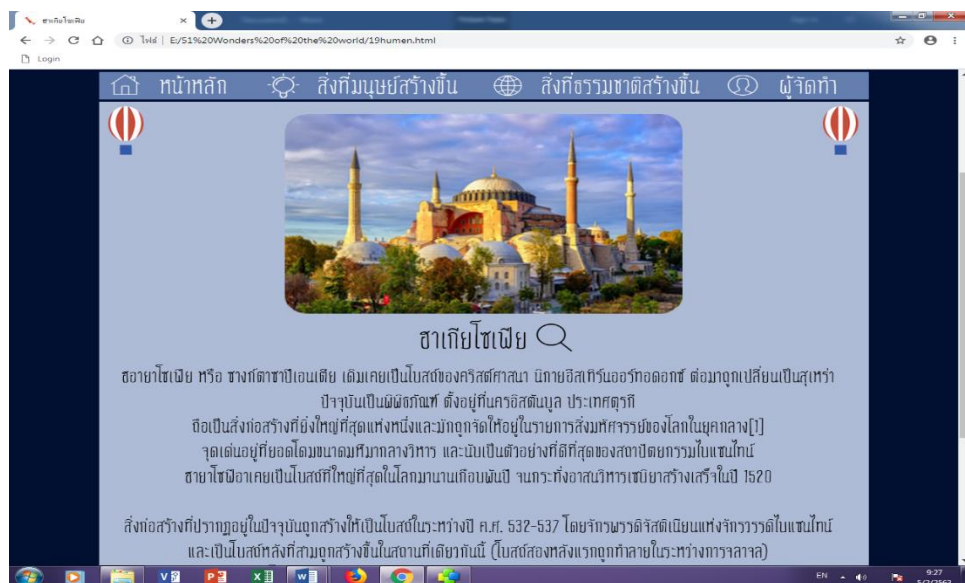 ฮาเกียโซเฟีย
ไฟล์ | E:/51%20Wonders%20of%20the%20world/19humen.html
Login
หน้าหลัก สิ่งที่มนุษย์สร้างขึ้น สิ่งที่ธรรมชาติสร้างขึ้น ผู้จัดทำ
ฮาเกียโซเฟีย
ฮอายาโซเฟีย หรือ ซางก์ตาซาปีเอนเตีย เดิมเคยเป็นโบสถ์ของคริสต์ศาสนา นิกายอีสเทิร์นออร์ทอดอกซ์ ต่อมาถูกเปลี่ยนเป็นสุเหร่า
ปัจจุบันเป็นพิพิธภัณฑ์ ตั้งอยู่ที่นครอิสตันบูล ประเทศตุรกี
ถือเป็นสิ่งก่อสร้างที่ยิ่งใหญ่ที่สุดแห่งหนึ่งและมักถูกจัดให้อยู่ในรายการสิ่งมหัศจรรย์ของโลกในยุคกลาง[1]
จุดเด่นอยู่ที่ยอดโดมขนาดมหึมากลางวิหาร และนับเป็นตัวอย่างที่ดีที่สุดของสถาปัตยกรรมไบแซนไทน์
ฮายาโซเฟีอาเคยเป็นโบสถ์ที่ใหญ่ที่สุดในโลกมานานเกือบพันปี จนกระทั่งอาสนวิหารเซบิยาสร้างเสร็จในปี 1520
สิ่งก่อสร้างที่ปรากฏอยู่ในปัจจุบันถูกสร้างให้เป็นโบสถ์ในระหว่างปี ค.ศ. 532-537 โดยจักรพรรดิจัสติเนียนแห่งจักรวรรดิไบแซนไทน์
และเป็นโบสถ์หลังที่สามถูกสร้างขึ้นในสถานที่เดียวกันนี้ (โบสถ์สองหลังแรกถูกทำลายในระหว่างการจลาจล)
EN
9:27
5/2/2563